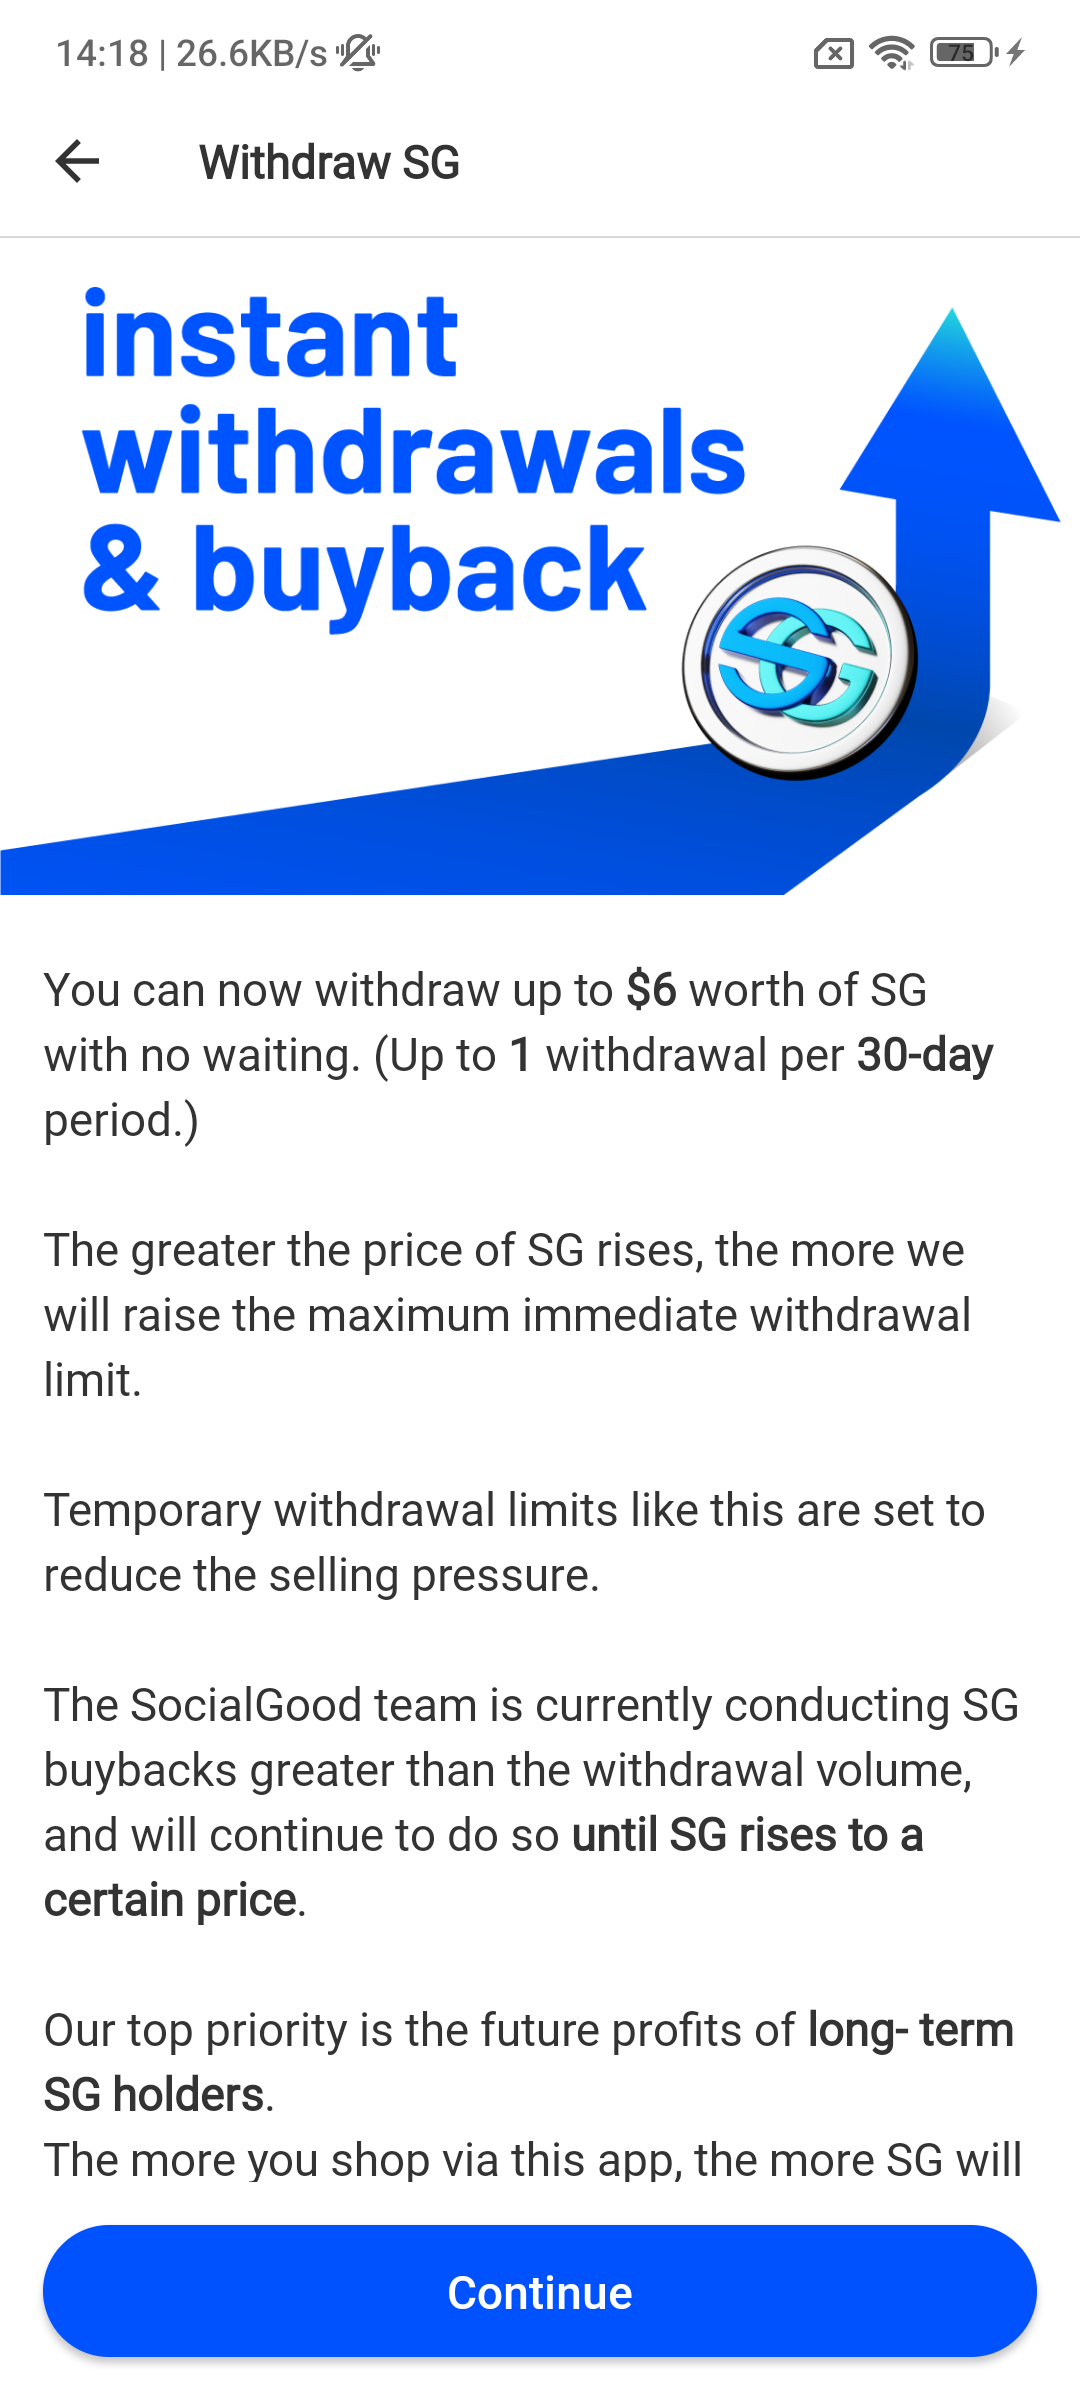 14:18 | 26.6KB/s
75
Withdraw SG
instant
withdrawals
& buyback
SG
You can now withdraw up to $6 worth of SG
with no waiting. (Up to 1 withdrawal per 30-day
period.)
The greater the price of SG rises, the more we
will raise the maximum immediate withdrawal
limit.
Temporary withdrawal limits like this are set to
reduce the selling pressure.
The SocialGood team is currently conducting SG
buybacks greater than the withdrawal volume,
and will continue to do so until SG rises to a
certain price.
Our top priority is the future profits of long- term
SG holders.
The more you shop via this app, the more SG will
Continue